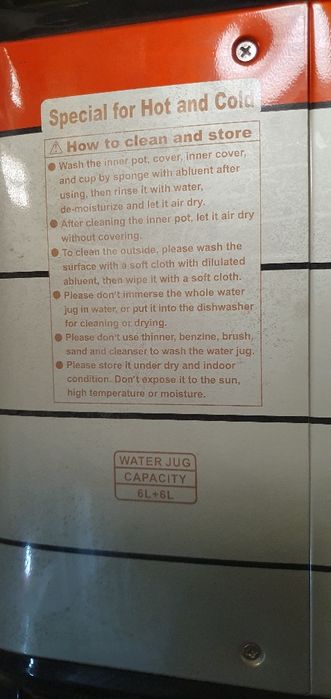 Special for Hot and Cold
⚠ How to clean and store
● Wash the inner pot, cover, inner cover,
and cup by sponge with abluent after
using, then rinse it with water,
de-moisturize and let it air dry.
● After cleaning the inner pot, let it air dry
without covering.
● To clean the outside, please wash the
surface with a soft cloth with dilulated
abluent, then wipe it with a soft cloth.
● Please don't immerse the whole water
jug in water, or put it into the dishwasher
for cleaning or drying.
● Please don't use thinner, benzine, brush,
sand and cleanser to wash the water jug.
● Please store it under dry and indoor
condition. Don't expose it to the sun,
high temperature or moisture.
WATER JUG
CAPACITY
6L+6L